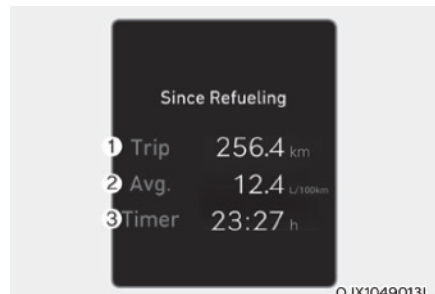 Since Refueling
1 Trip 256.4 km
2 Avg. 12.4 L/100km
3 Timer 23:27 h
OJX1049013L